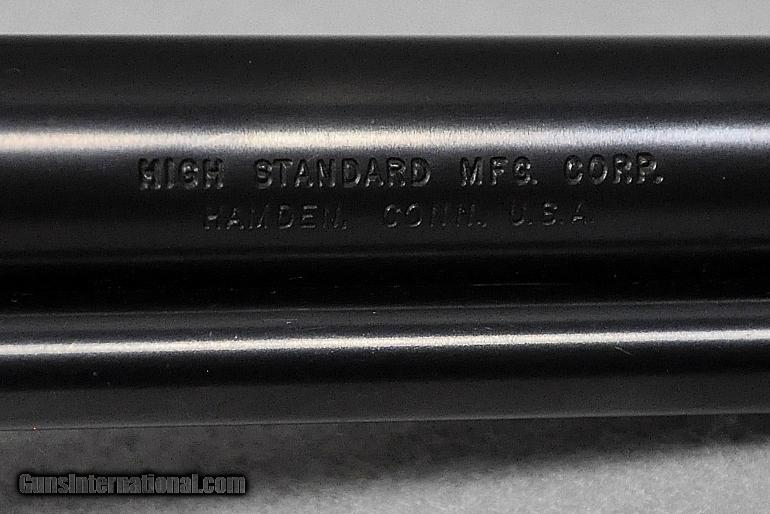 HIGH STANDARD MFG. CORP.
HAMDEN, CONN. U.S.A.
GunsInternational.com